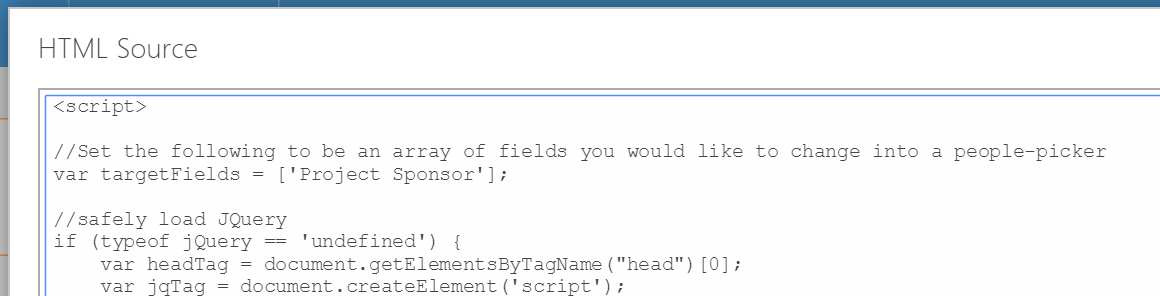 HTML Source
<script>
//Set the following to be an array of fields you would like to change into a people-picker
var targetFields = ['Project Sponsor'];
//safely load JQuery
if (typeof jQuery == 'undefined') {
    var headTag = document.getElementsByTagName("head")[0];
    var jqTag = document.createElement('script');